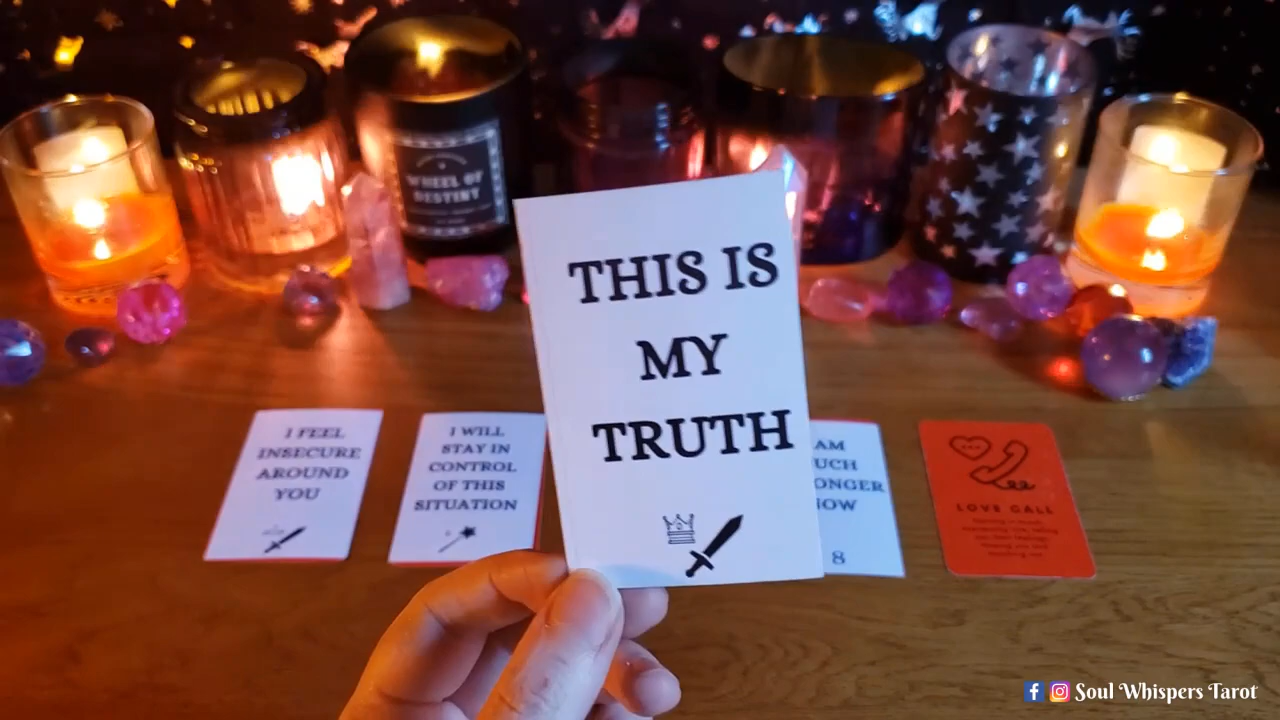 WHEEL OF
DESTINY
THIS IS
MY
TRUTH
I FEEL
INSECURE
AROUND
YOU
I WILL
STAY IN
CONTROL
OF THIS
SITUATION
AM
UCH
ONGER
NOW
8
LOVE CALL
Soul Whispers Tarot